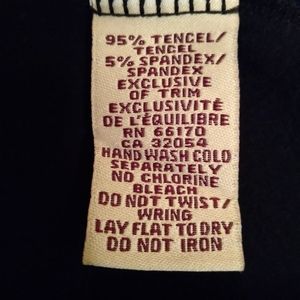 95% TENCEL/
TENCEL
5% SPANDEX/
SPANDEX
EXCLUSIVE
OF TRIM
EXCLUSIVITÉ
DE L'ÉQUILIBRE
RN 66170
CA 32054
HAND WASH COLD
SEPARATELY
NO CHLORINE
BLEACH
DO NOT TWIST/
WRING
LAY FLAT TO DRY
DO NOT IRON